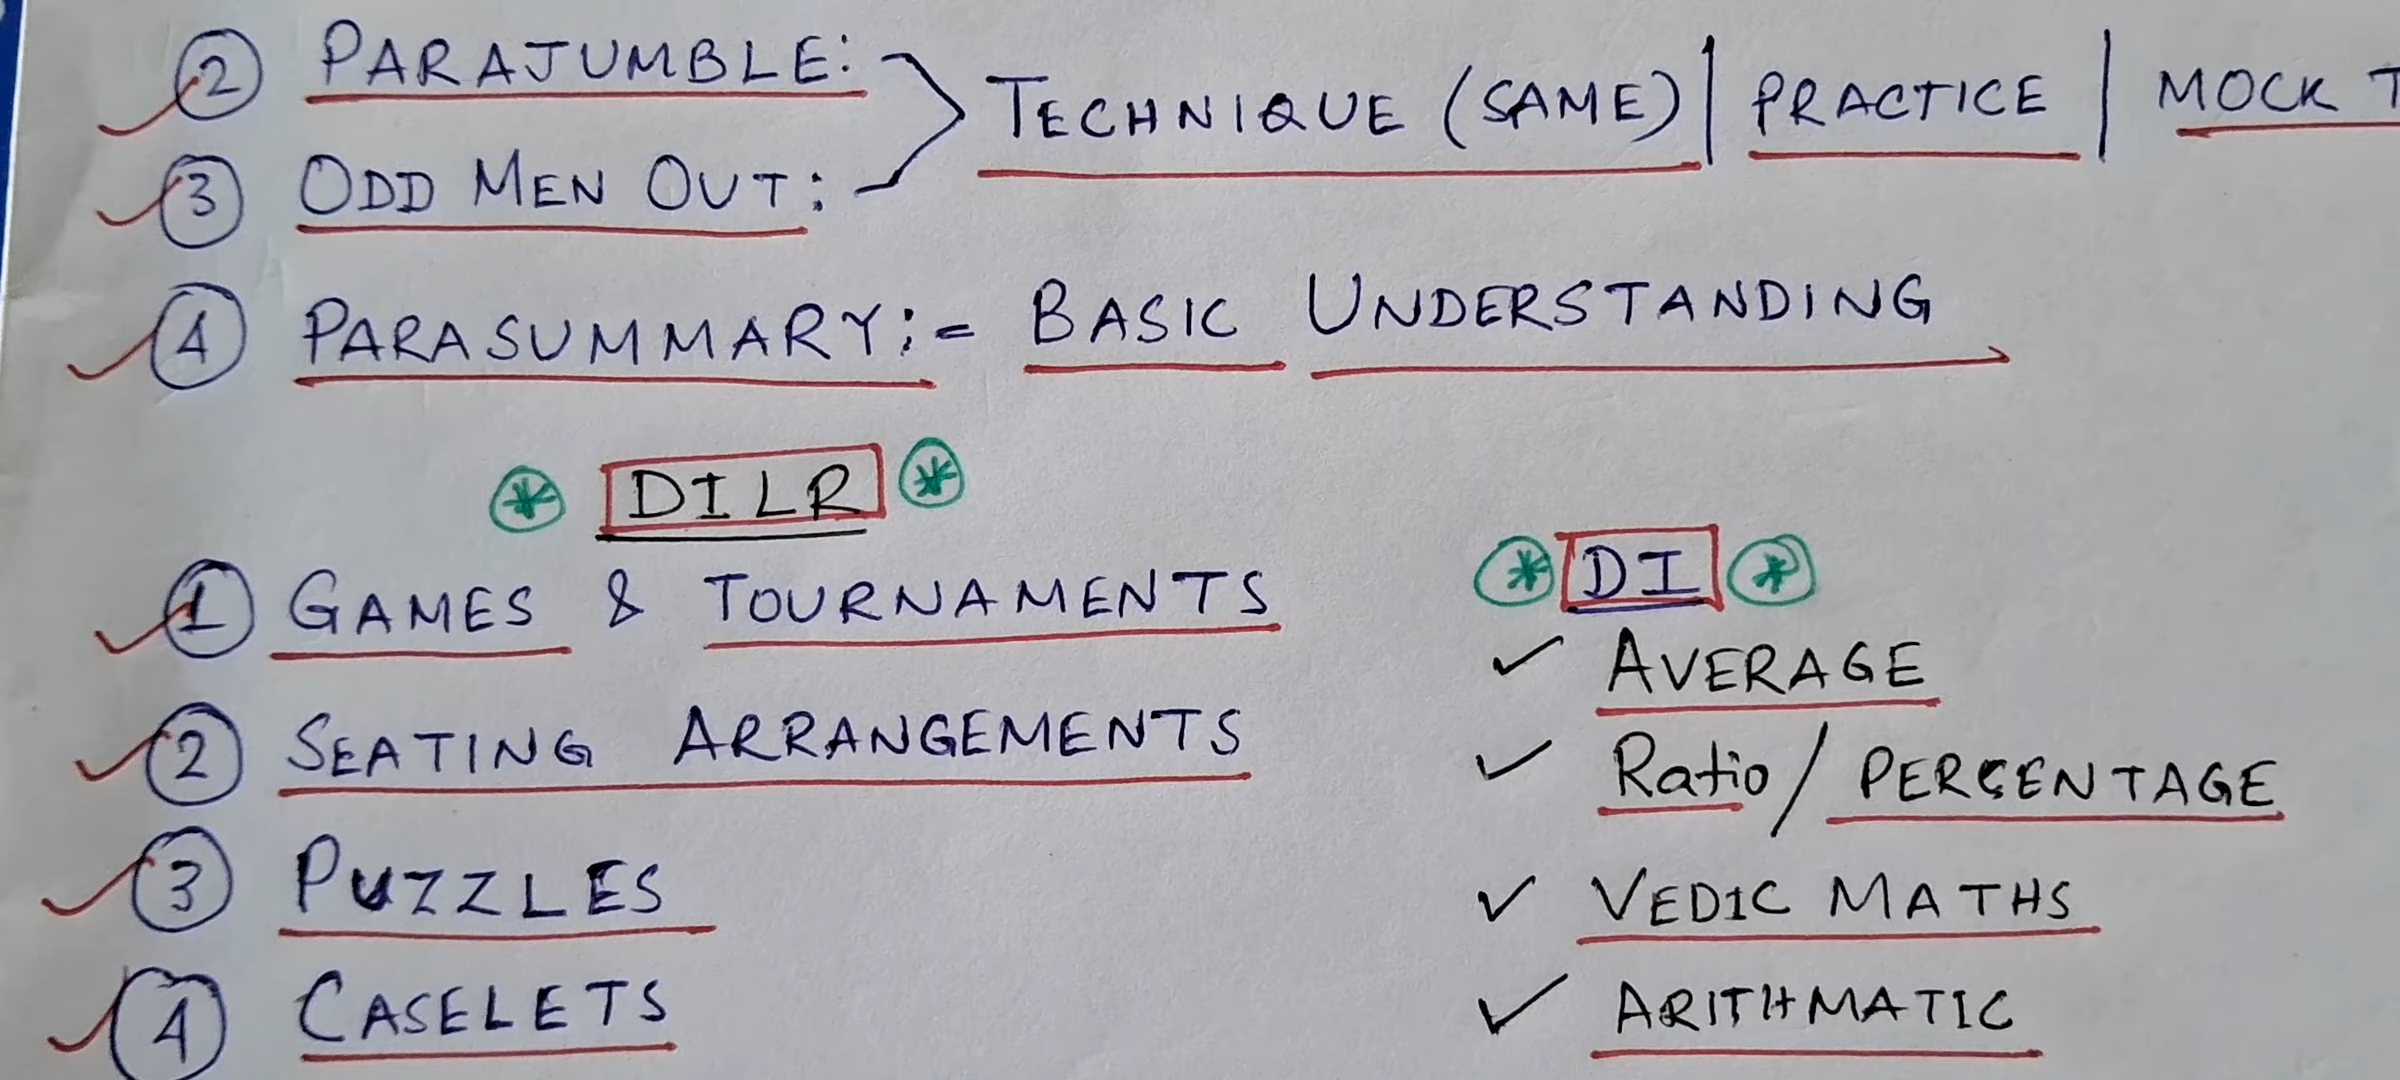 ② PARAJUMBLE:
③ ODD MEN OUT:
TECHNIQUE (SAME) | PRACTICE | MOCK T
④ PARASUMMARY:- BASIC UNDERSTANDING
* DILR *
① GAMES & TOURNAMENTS
② SEATING ARRANGEMENTS
③ PUZZLES
④ CASELETS
* DI *
✓ AVERAGE
✓ Ratio / PERCENTAGE
✓ VEDIC MATHS
✓ ARITHMATIC